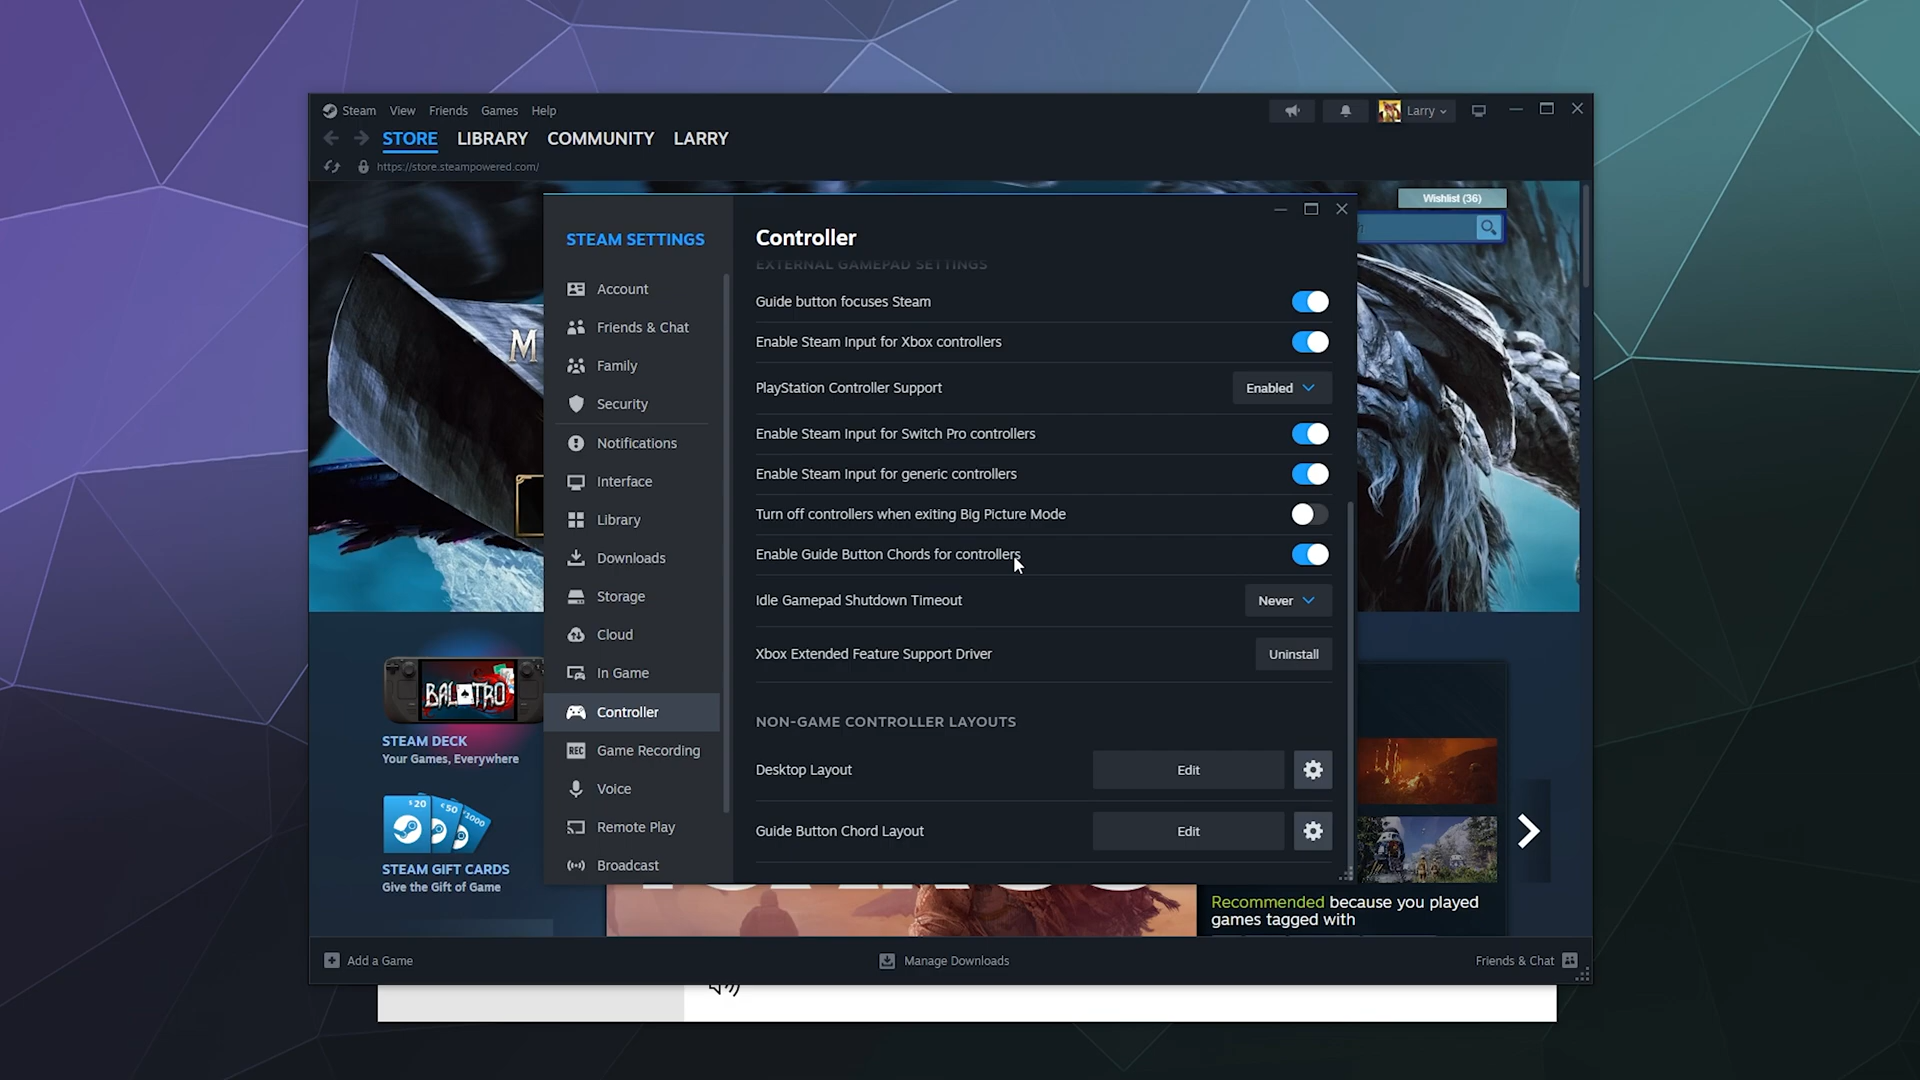 Steam View Friends Games Help
Larry
STORE LIBRARY COMMUNITY LARRY
https://store.steampowered.com/
Wishlist (36)
STEAM SETTINGS
Account
Friends & Chat
Family
Security
Notifications
Interface
Library
Downloads
Storage
Cloud
In Game
Controller
REC Game Recording
Voice
Remote Play
Broadcast
Controller
EXTERNAL GAMEPAD SETTINGS
Guide button focuses Steam
Enable Steam Input for Xbox controllers
PlayStation Controller Support Enabled
Enable Steam Input for Switch Pro controllers
Enable Steam Input for generic controllers
Turn off controllers when exiting Big Picture Mode
Enable Guide Button Chords for controllers
Idle Gamepad Shutdown Timeout Never
Xbox Extended Feature Support Driver Uninstall
NON-GAME CONTROLLER LAYOUTS
Desktop Layout Edit
Guide Button Chord Layout Edit
M
BALATRO
STEAM DECK
Your Games, Everywhere
$20 €50 ¥1000
STEAM GIFT CARDS
Give the Gift of Game
Recommended because you played
games tagged with
Add a Game
Manage Downloads
Friends & Chat